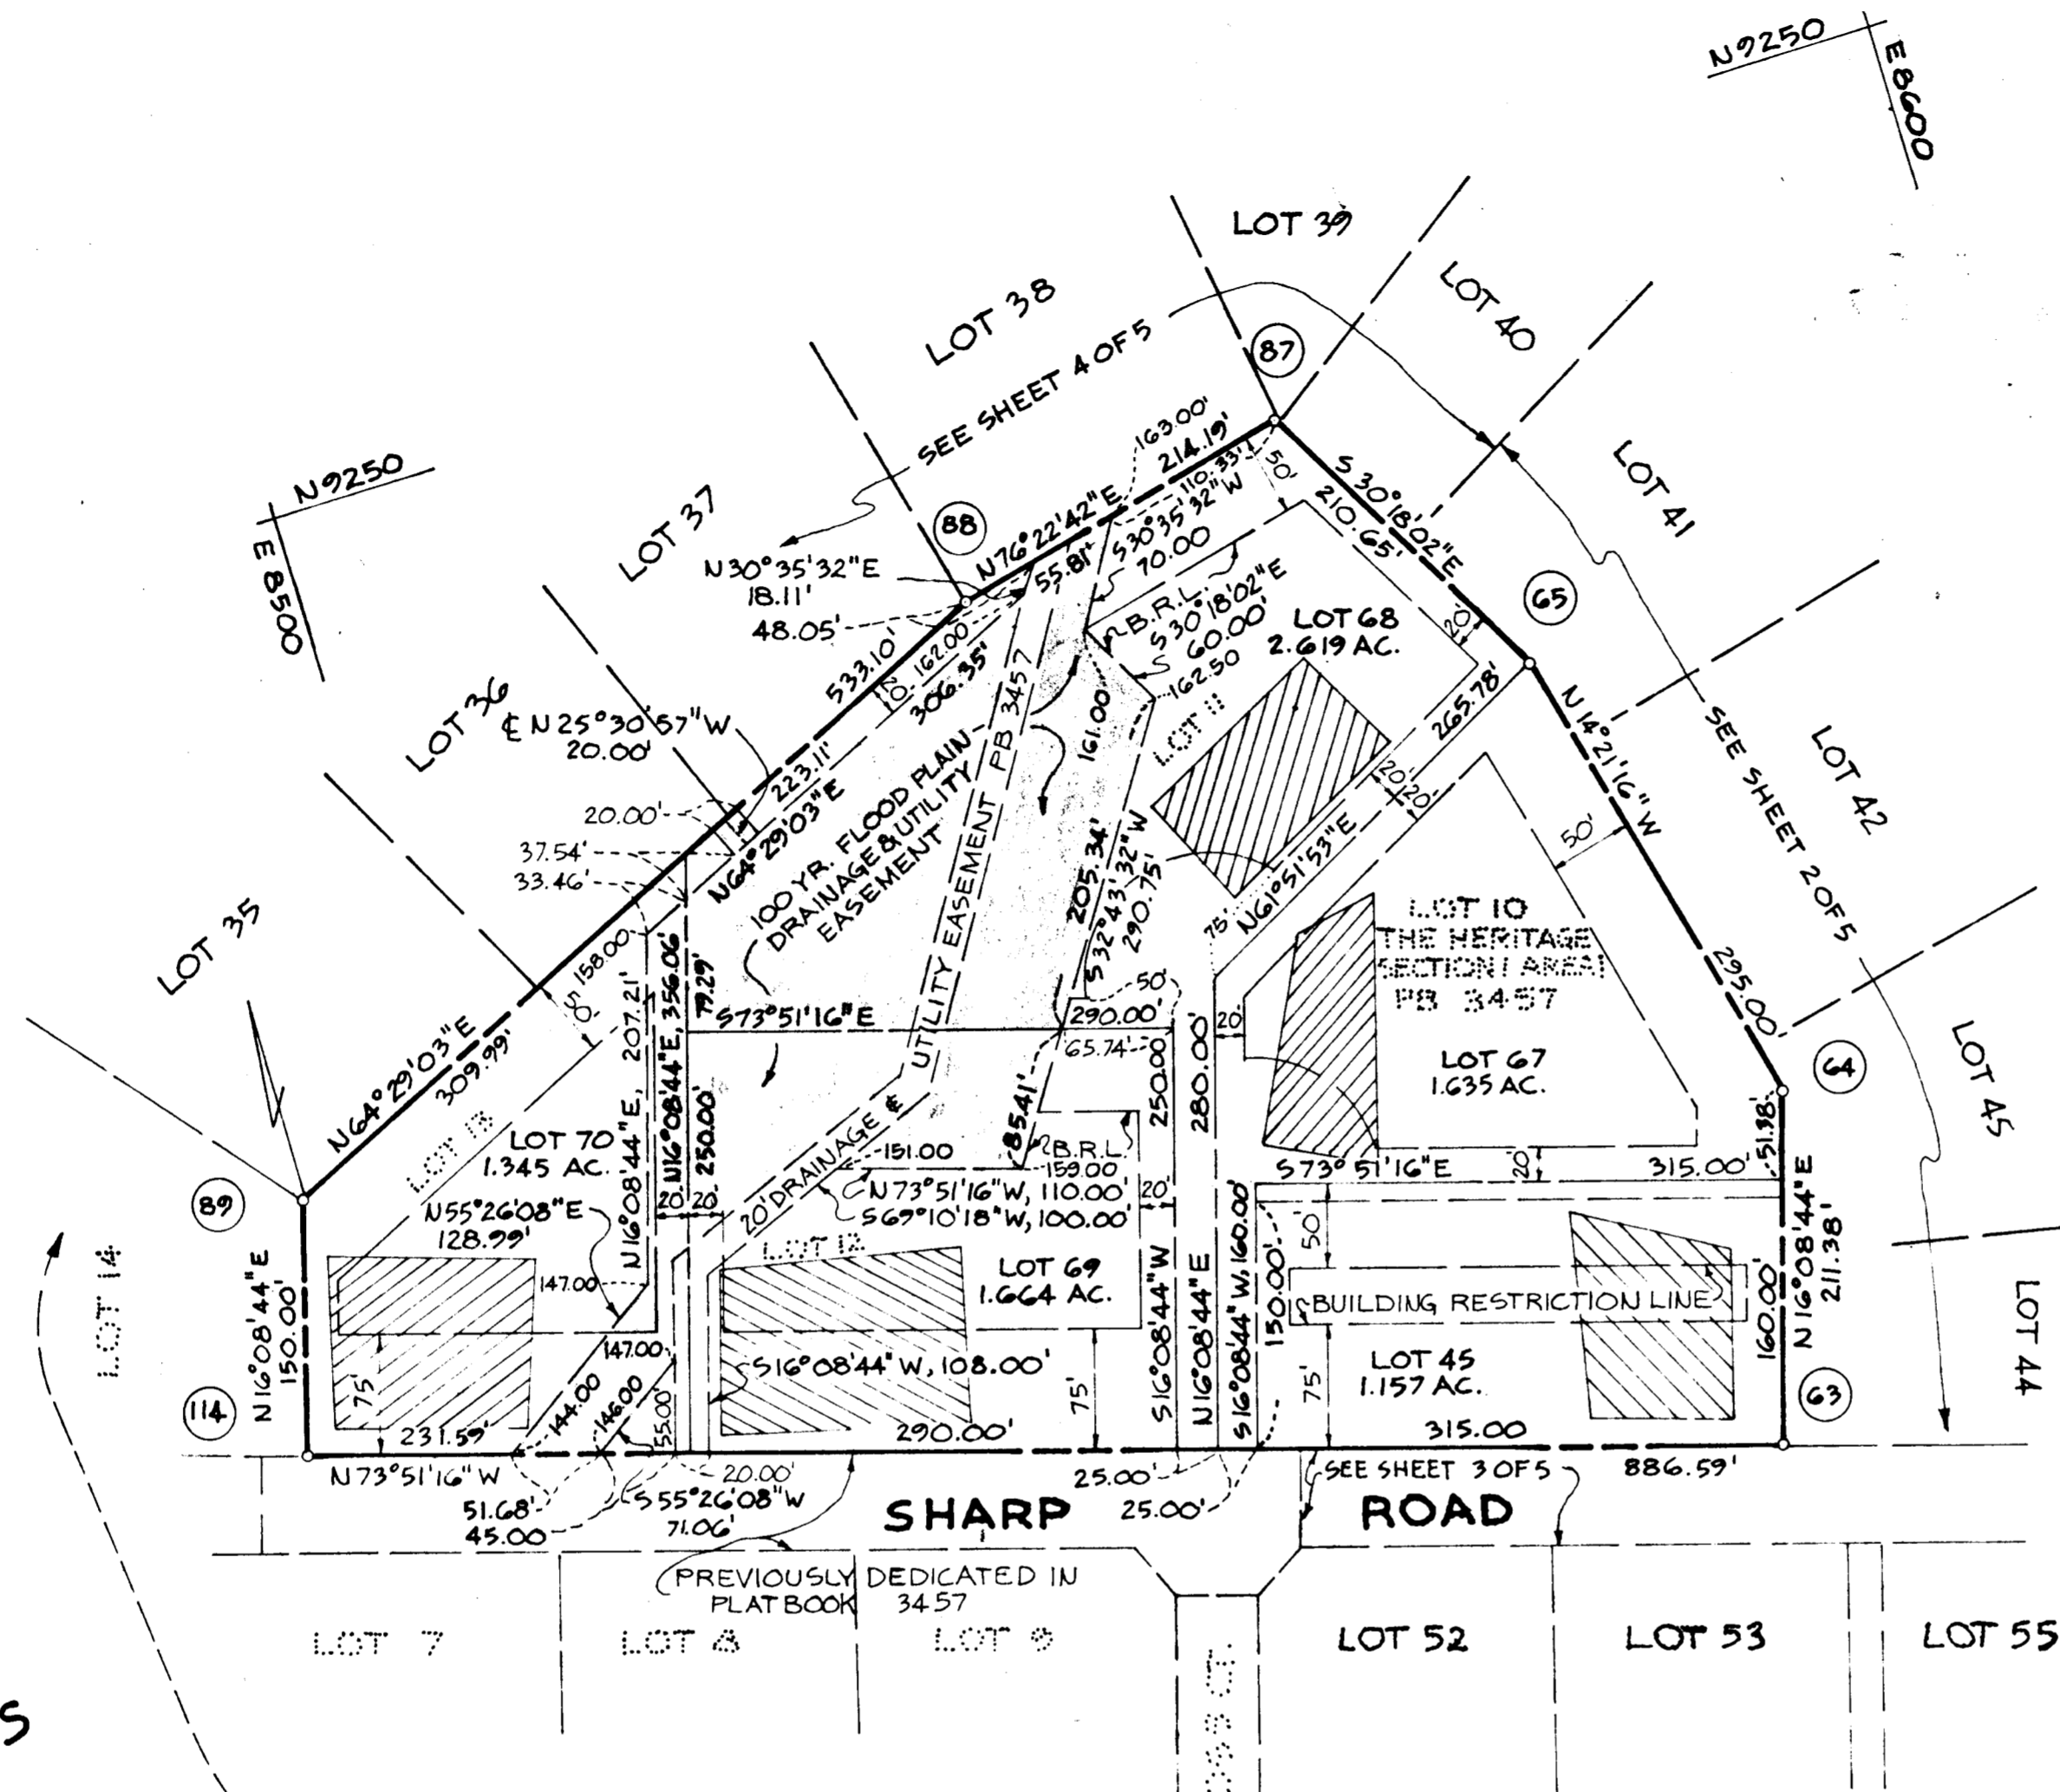 N9250
E8600
LOT 39
LOT 38
LOT 40
SEE SHEET 4 OF 5
87
163.00'
214.19'
110.33'
50'
S30°18'02"E
210.65'
LOT 41
N9250
E 8500
LOT 37
88
N76°22'42"E
55.81'
S30°35'32"W
70.00
N30°35'32"E
18.11'
48.05'
B.R.L.
S30°18'02"E
60.00'
162.50
LOT 68
2.619 AC.
20'
65
533.10'
162.00
20'
306.35'
LOT 36
₠ N25°30'57"W
20.00'
161.00
LOT 11
265.78'
N14°21'16"W
SEE SHEET 2 OF 5
LOT 42
223.11'
N64°29'03"E
100 YR. FLOOD PLAIN
DRAINAGE & UTILITY
EASEMENT
UTILITY EASEMENT PB 3457
20.00'
37.54'
33.46'
20'
20'
50'
205.34'
S32°43'32"W
290.75'
75'
N61°51'53"E
LOT 35
LOT 10
THE HERITAGE
SECTION 1 AREA 1
PB 3457
158.00
50'
N16°08'44"E, 207.21'
N16°08'44"E, 356.06'
79.29'
295.00'
S73°51'16"E
50'
290.00'
20'
65.74'
N64°29'03"E
309.99'
250.00'
85.41'
250.00
280.00'
LOT 67
1.635 AC.
64
LOT 45
LOT 13
LOT 70
1.345 AC.
20'
20'
20' DRAINAGE &
151.00
B.R.L.
159.00
N73°51'16"W, 110.00'
S69°10'18"W, 100.00'
20'
S73°51'16"E
20'
315.00'
51.38'
N16°08'44"E
211.38'
89
N55°26'08"E
128.99'
LOT 12
LOT 69
1.664 AC.
50'
LOT 14
N16°08'44"E
150.00'
147.00
147.00
S16°08'44"W
N16°08'44"E
S16°08'44"W, 160.00'
150.00'
BUILDING RESTRICTION LINE
160.00'
LOT 44
S16°08'44"W, 108.00'
LOT 45
1.157 AC.
75'
75'
75'
144.00
146.00
55.00'
63
114
231.59'
290.00'
315.00
N73°51'16"W
20.00'
25.00'
SEE SHEET 3 OF 5
886.59'
51.68'
45.00
S55°26'08"W
71.06'
25.00'
SHARP ROAD
PREVIOUSLY DEDICATED IN
PLATBOOK 3457
LOT 7
LOT 8
LOT 9
LOT 52
LOT 53
LOT 55
S